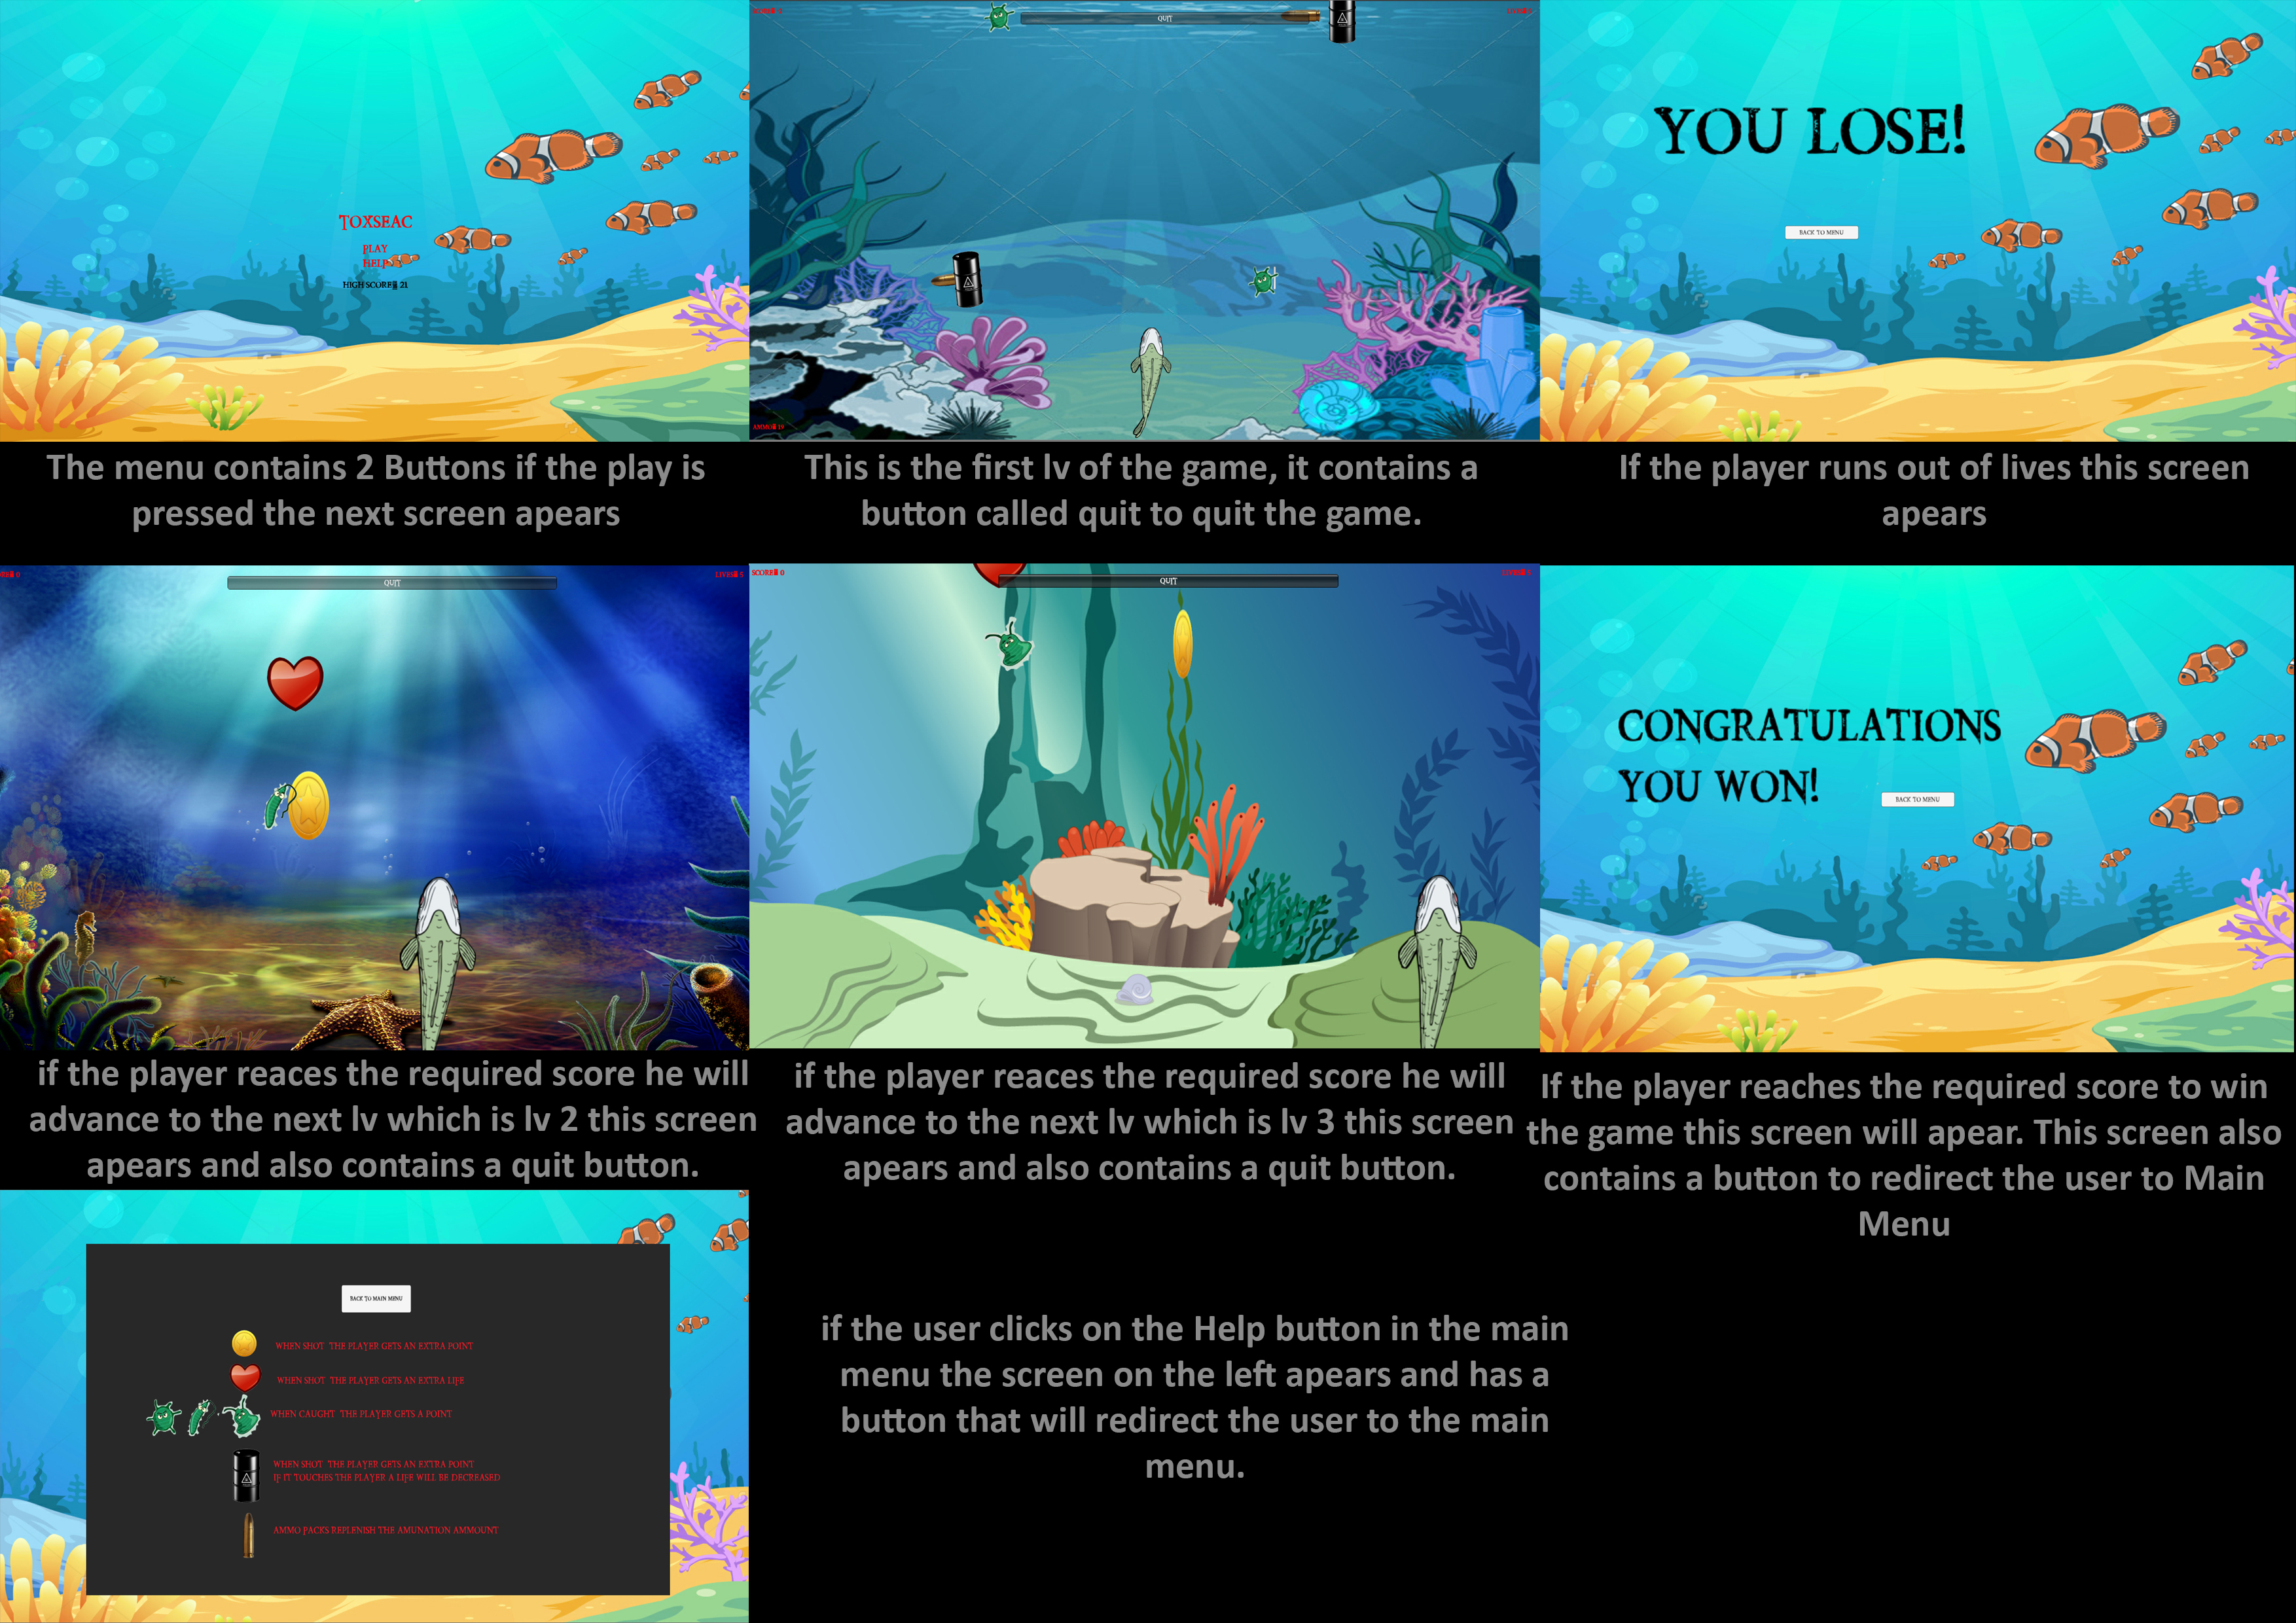 TOXSEAC
PLAY
HELP
HIGH SCORE 21
The menu contains 2 Buttons if the play is
pressed the next screen apears
QUIT
AMMO 19
This is the first lv of the game, it contains a
button called quit to quit the game.
YOU LOSE!
BACK TO MENU
If the player runs out of lives this screen
apears
QUIT
LIVES 5
if the player reaces the required score he will
advance to the next lv which is lv 2 this screen
apears and also contains a quit button.
SCORE 0
QUIT
if the player reaces the required score he will
advance to the next lv which is lv 3 this screen
apears and also contains a quit button.
CONGRATULATIONS
YOU WON!
BACK TO MENU
If the player reaches the required score to win
the game this screen will apear. This screen also
contains a button to redirect the user to Main
Menu
BACK TO MAIN MENU
WHEN SHOT THE PLAYER GETS AN EXTRA POINT
WHEN SHOT THE PLAYER GETS AN EXTRA LIFE
WHEN CAUGHT THE PLAYER GETS A POINT
WHEN SHOT THE PLAYER GETS AN EXTRA POINT
IF IT TOUCHES THE PLAYER A LIFE WILL BE DECREASED
AMMO PACKS REPLENISH THE AMUNATION AMMOUNT
if the user clicks on the Help button in the main
menu the screen on the left apears and has a
button that will redirect the user to the main
menu.